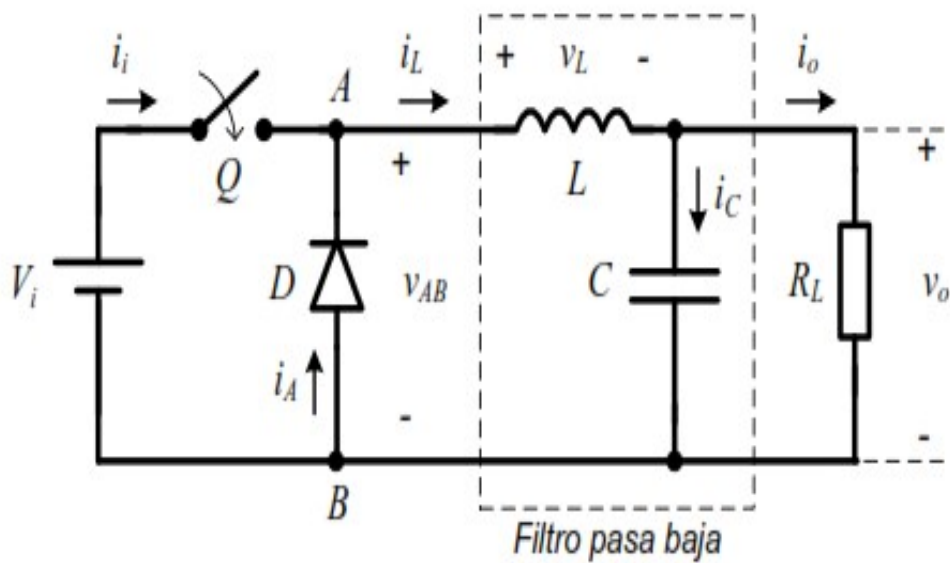 i_i
Q
A
i_L
+ v_L -
L
i_o
+
i_C
V_i
D
v_AB
C
R_L
v_o
i_A
-
-
B
Filtro pasa baja